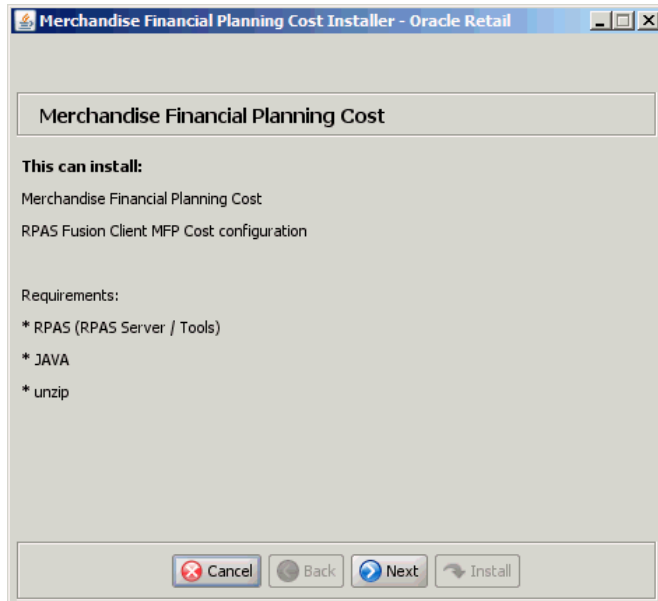 Merchandise Financial Planning Cost Installer - Oracle Retail
Merchandise Financial Planning Cost
This can install:
Merchandise Financial Planning Cost
RPAS Fusion Client MFP Cost configuration
Requirements:
* RPAS (RPAS Server / Tools)
* JAVA
* unzip
Cancel Back Next Install